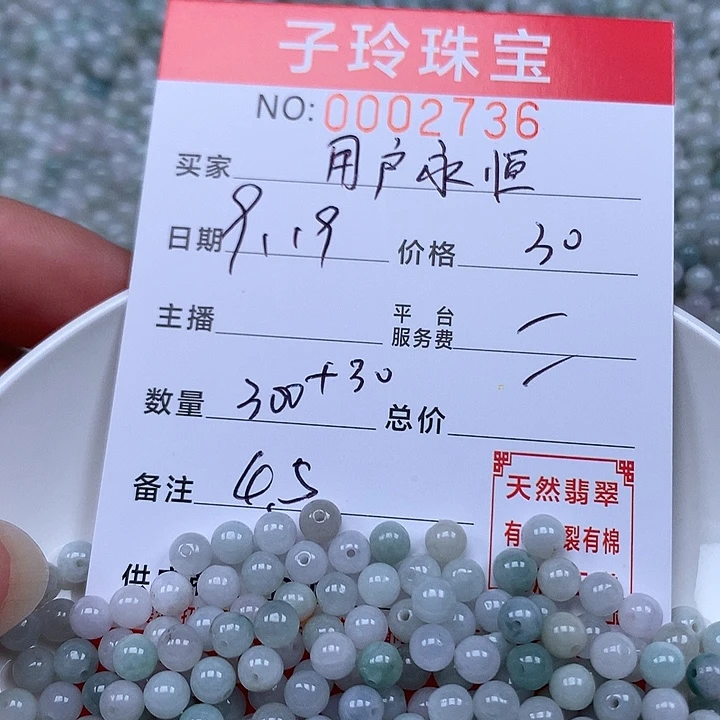 子玲珠宝
NO: 0002736
买家 用户永恒
日期 9.19 价格 30
主播 平台服务费 —
数量 300+30 总价
备注 4.5
天然翡翠
裂有棉